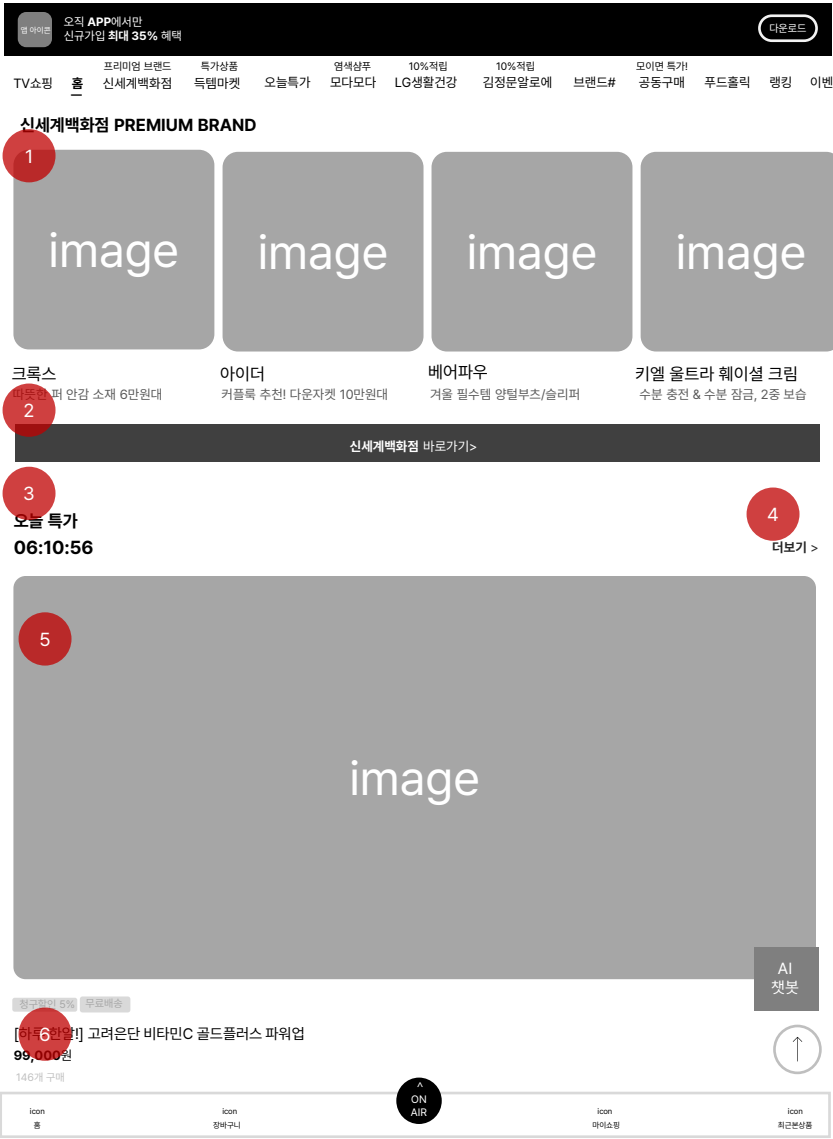 앱 아이콘
오직 APP에서만
신규가입 최대 35% 혜택
다운로드
프리미엄 브랜드 특가상품 염색샴푸 10%적립 10%적립 모이면 특가!
TV쇼핑 홈 신세계백화점 득템마켓 오늘특가 모다모다 LG생활건강 김정문알로에 브랜드# 공동구매 푸드홀릭 랭킹 이벤
신세계백화점 PREMIUM BRAND
1
image image image image
크록스 아이더 베어파우 키엘 울트라 훼이셜 크림
따뜻한 퍼 안감 소재 6만원대 커플룩 추천! 다운자켓 10만원대 겨울 필수템 양털부츠/슬리퍼 수분 충전 & 수분 잠금, 2중 보습
2
신세계백화점 바로가기>
3
오늘 특가
4
06:10:56
더보기 >
5
image
AI
챗봇
청구할인 5% 무료배송
6
[하루 한알!] 고려은단 비타민C 골드플러스 파워업
99,000원
146개 구매
↑
^
ON
AIR
icon icon icon icon
홈 장바구니 마이쇼핑 최근본상품